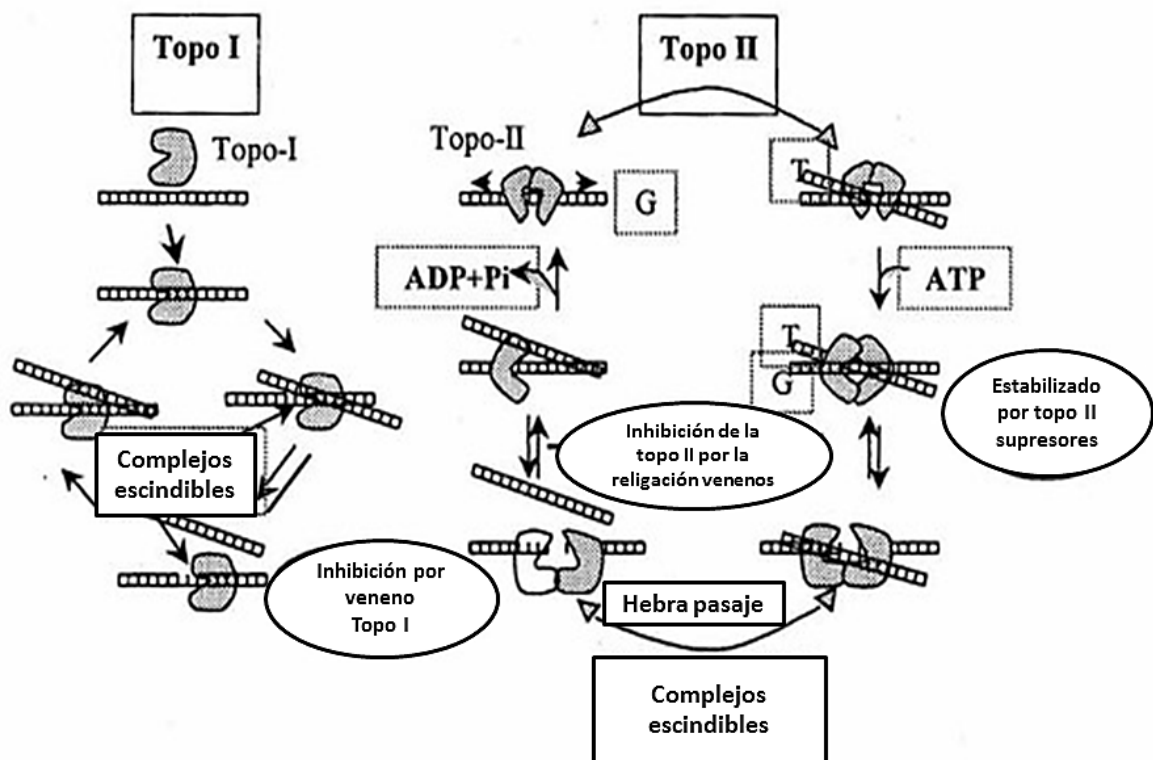 Topo I
Topo II
Topo-I
Topo-II
G
T
ADP+Pi
ATP
T
G
Estabilizado
por topo II
supresores
Inhibición de la
topo II por la
religación venenos
Complejos
escindibles
Inhibición por
veneno
Topo I
Hebra pasaje
Complejos
escindibles